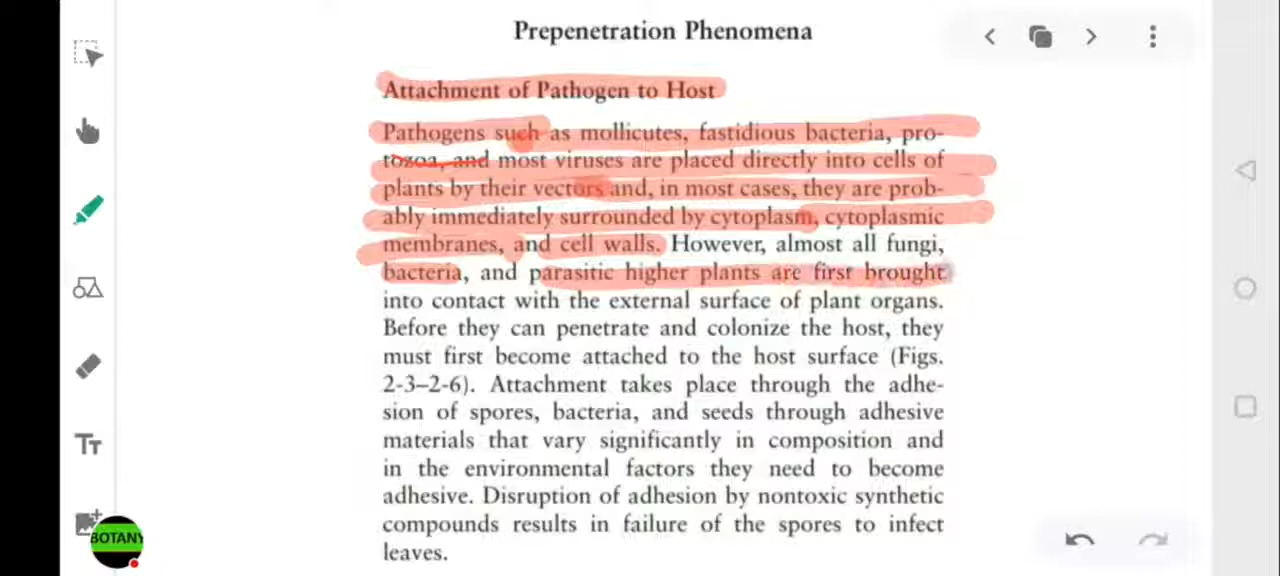 Prepenetration Phenomena
Attachment of Pathogen to Host
Pathogens such as mollicutes, fastidious bacteria, pro-
tozoa, and most viruses are placed directly into cells of
plants by their vectors and, in most cases, they are prob-
ably immediately surrounded by cytoplasm, cytoplasmic
membranes, and cell walls. However, almost all fungi,
bacteria, and parasitic higher plants are first brought
into contact with the external surface of plant organs.
Before they can penetrate and colonize the host, they
must first become attached to the host surface (Figs.
2-3–2-6). Attachment takes place through the adhe-
sion of spores, bacteria, and seeds through adhesive
materials that vary significantly in composition and
in the environmental factors they need to become
adhesive. Disruption of adhesion by nontoxic synthetic
compounds results in failure of the spores to infect
leaves.
Tт
BOTANY